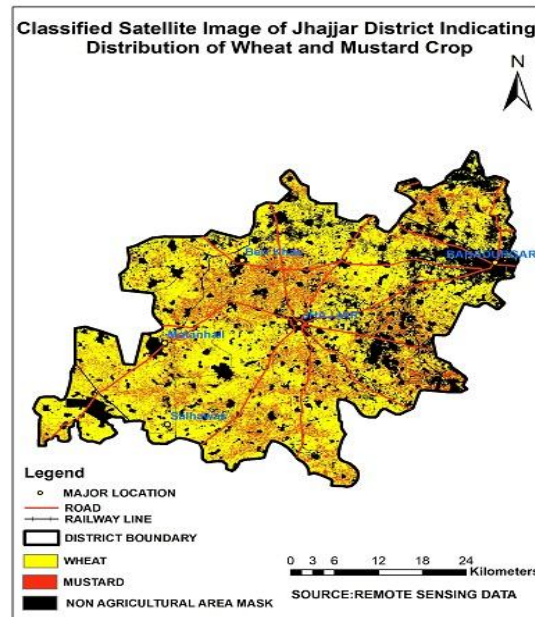 Classified Satellite Image of Jhajjar District Indicating
Distribution of Wheat and Mustard Crop
N
Matanhail
Salhawas
Legend
MAJOR LOCATION
ROAD
RAILWAY LINE
DISTRICT BOUNDARY
WHEAT
MUSTARD
NON AGRICULTURAL AREA MASK
0 3 6 12 18 24
Kilometers
SOURCE:REMOTE SENSING DATA